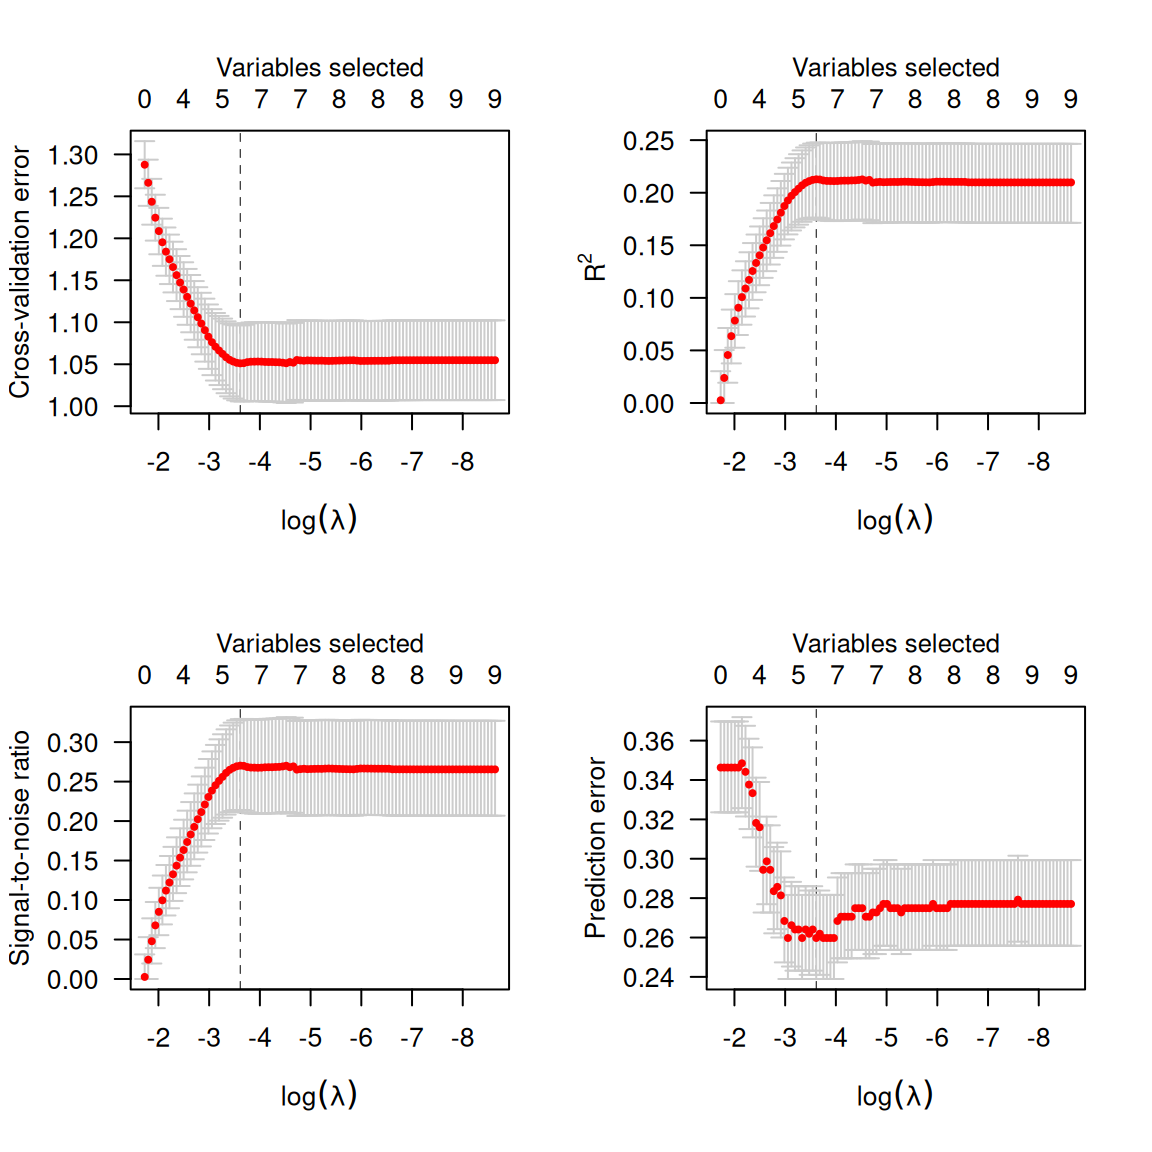 Variables selected
0 4 5 7 7 8 8 8 9 9
Cross-validation error
1.30
1.25
1.20
1.15
1.10
1.05
1.00
-2 -3 -4 -5 -6 -7 -8
log(λ)
Variables selected
0 4 5 7 7 8 8 8 9 9
R²
0.25
0.20
0.15
0.10
0.05
0.00
-2 -3 -4 -5 -6 -7 -8
log(λ)
Variables selected
0 4 5 7 7 8 8 8 9 9
Signal-to-noise ratio
0.30
0.25
0.20
0.15
0.10
0.05
0.00
-2 -3 -4 -5 -6 -7 -8
log(λ)
Variables selected
0 4 5 7 7 8 8 8 9 9
Prediction error
0.36
0.34
0.32
0.30
0.28
0.26
0.24
-2 -3 -4 -5 -6 -7 -8
log(λ)